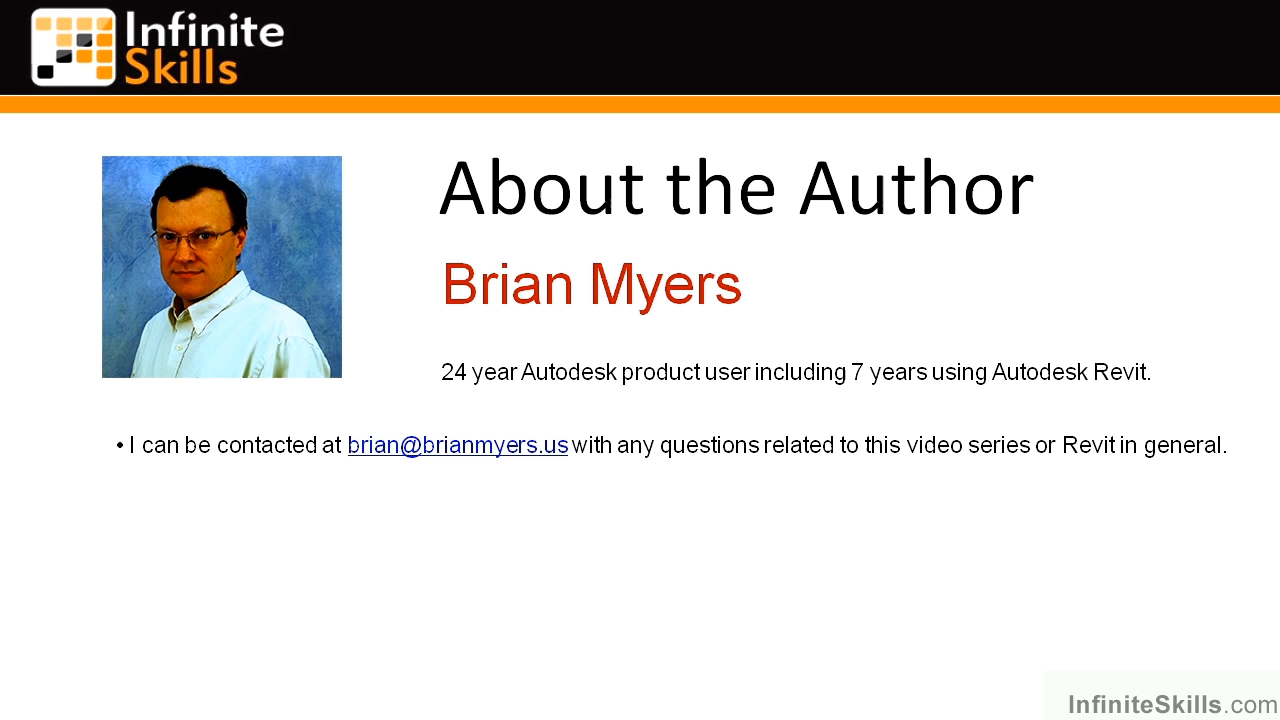 Infinite
Skills
About the Author
Brian Myers
24 year Autodesk product user including 7 years using Autodesk Revit.
• I can be contacted at brian@brianmyers.us with any questions related to this video series or Revit in general.
InfiniteSkills.com